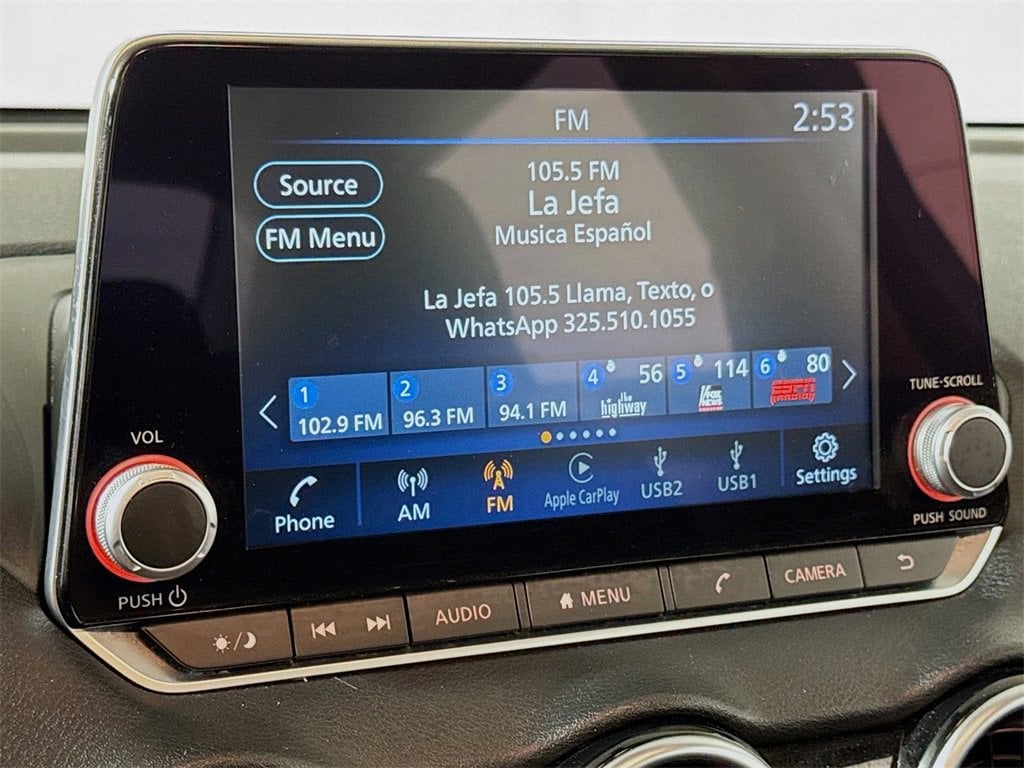 FM
2:53
Source
FM Menu
105.5 FM
La Jefa
Musica Español
La Jefa 105.5 Llama, Texto, o
WhatsApp 325.510.1055
1
102.9 FM
2
96.3 FM
3
94.1 FM
4 56
the
highway
5 114
FOX
NEWS
6 80
ESPN
RADIO
Phone
AM
FM
Apple CarPlay
USB2
USB1
Settings
VOL
PUSH
TUNE·SCROLL
PUSH SOUND
AUDIO
MENU
CAMERA